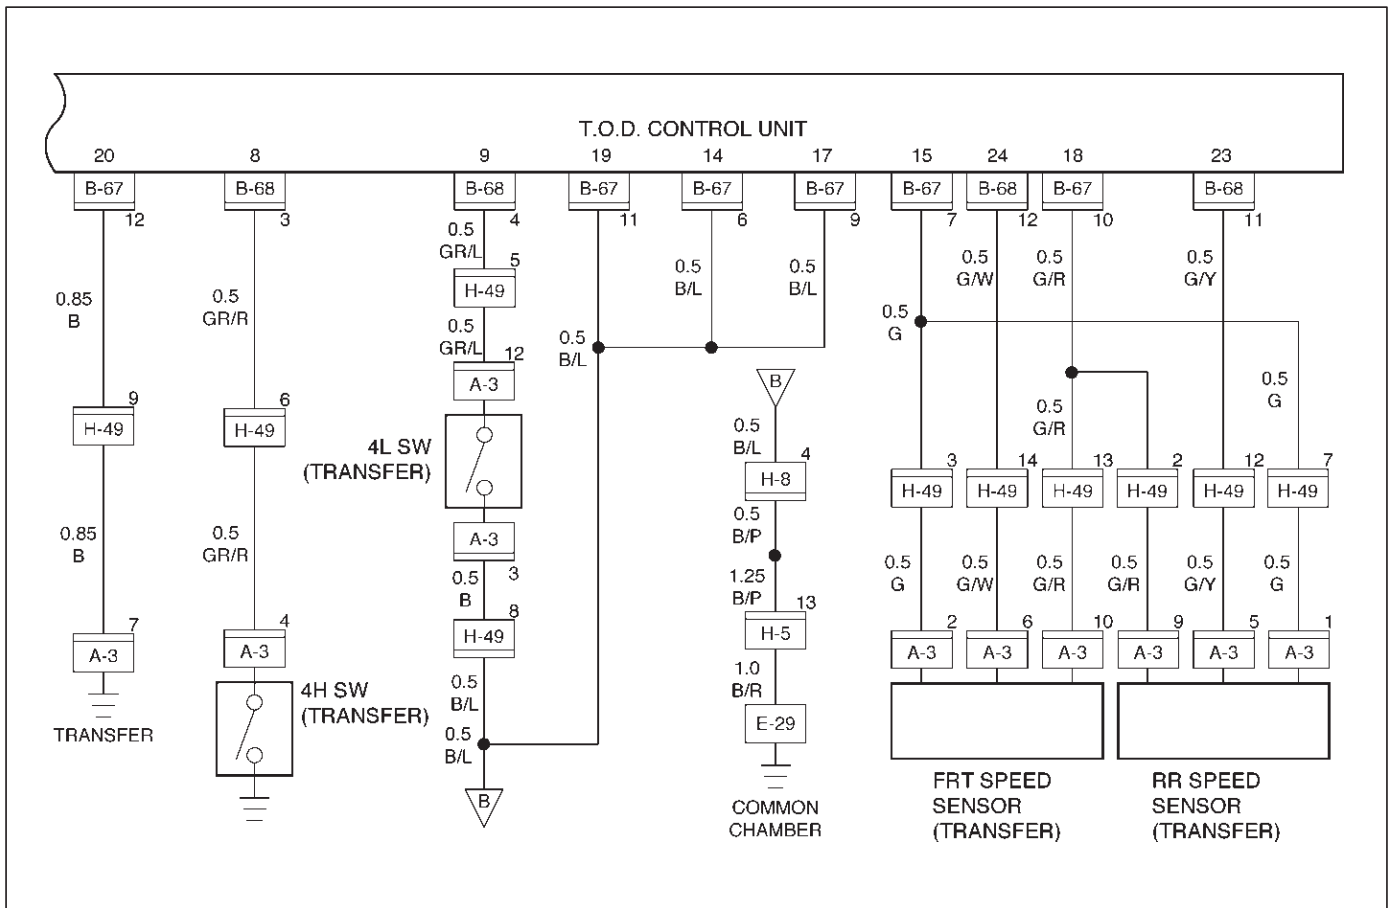 T.O.D. CONTROL UNIT
20 8 9 19 14 17 15 24 18 23
B-67 B-68 B-68 B-67 B-67 B-67 B-67 B-68 B-67 B-68
12 3 4 11 6 9 7 12 10 11
0.5
GR/L
5
H-49
0.5
G/W
0.5
G/R
0.5
G/Y
0.5
B/L
0.5
B/L
0.85
B
0.5
GR/R
0.5
GR/L
12
A-3
0.5
B/L
0.5
G
B
0.5
G
9
H-49
6
H-49
4L SW
(TRANSFER)
0.5
B/L
4
H-8
0.5
G/R
3 14 13 2 12 7
H-49 H-49 H-49 H-49 H-49 H-49
0.85
B
0.5
GR/R
A-3
3
0.5
B
8
H-49
0.5
B/P
1.25
B/P
13
H-5
0.5
G
0.5
G/W
0.5
G/R
0.5
G/R
0.5
G/Y
0.5
G
7
A-3
4
A-3
2 6 10 9 5 1
A-3 A-3 A-3 A-3 A-3 A-3
TRANSFER
4H SW
(TRANSFER)
0.5
B/L
0.5
B/L
B
1.0
B/R
E-29
COMMON
CHAMBER
FRT SPEED
SENSOR
(TRANSFER)
RR SPEED
SENSOR
(TRANSFER)